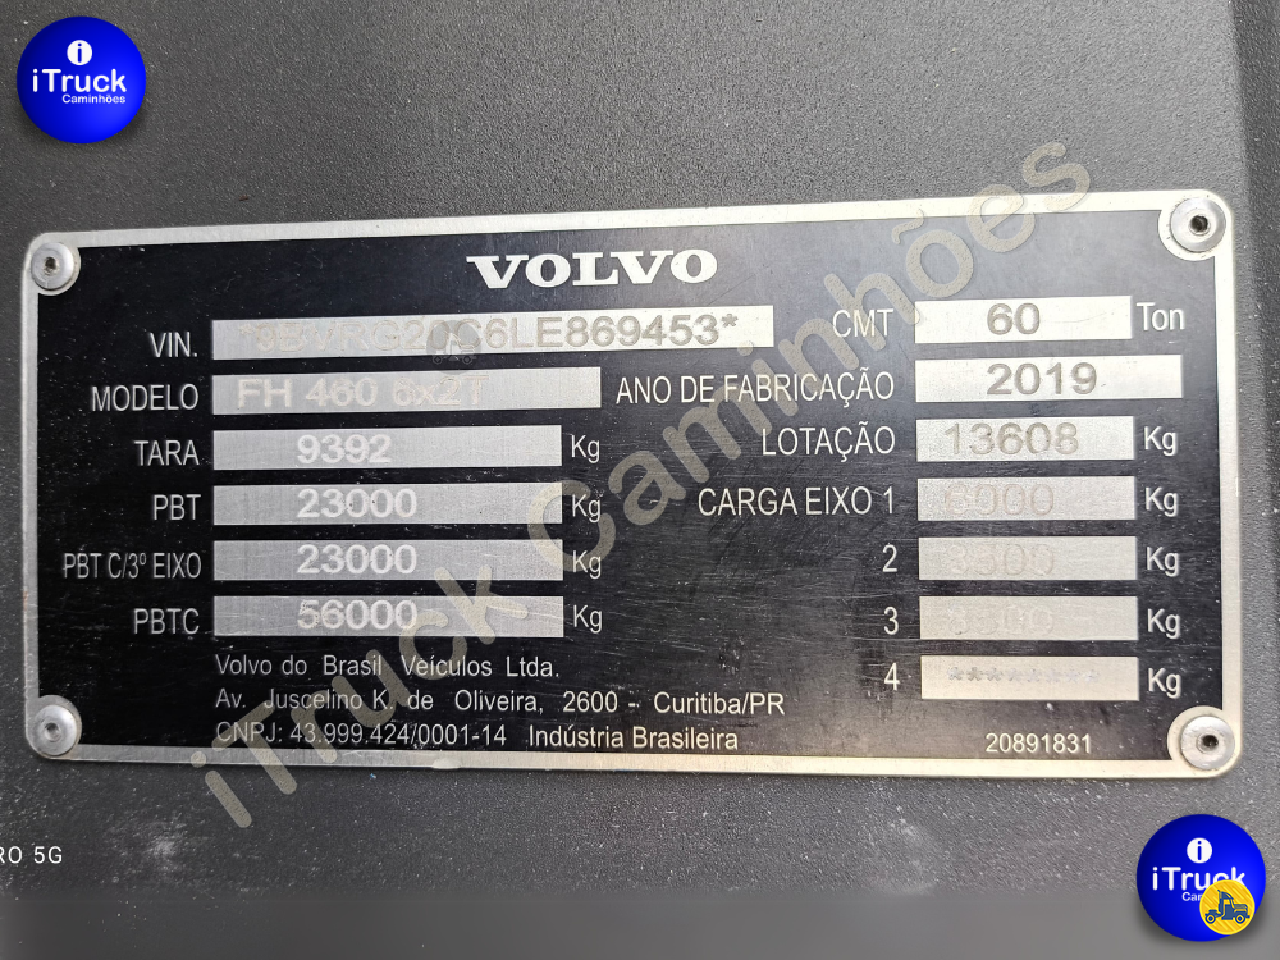 i
iTruck
Caminhões
VOLVO
VIN. *9BVRG20C6LE869453* CMT 60 Ton
MODELO FH 460 6x2T ANO DE FABRICAÇÃO 2019
TARA 9392 Kg LOTAÇÃO 13608 Kg
PBT 23000 Kg CARGA EIXO 1 6000 Kg
PBT C/3º EIXO 23000 Kg 2 Kg
PBTC 56000 Kg 3 Kg
4 ******** Kg
Volvo do Brasil Veículos Ltda.
Av. Juscelino K. de Oliveira, 2600 - Curitiba/PR
CNPJ: 43.999.424/0001-14 Indústria Brasileira 20891831
iTruck Caminhões
RO 5G
i
iTruck